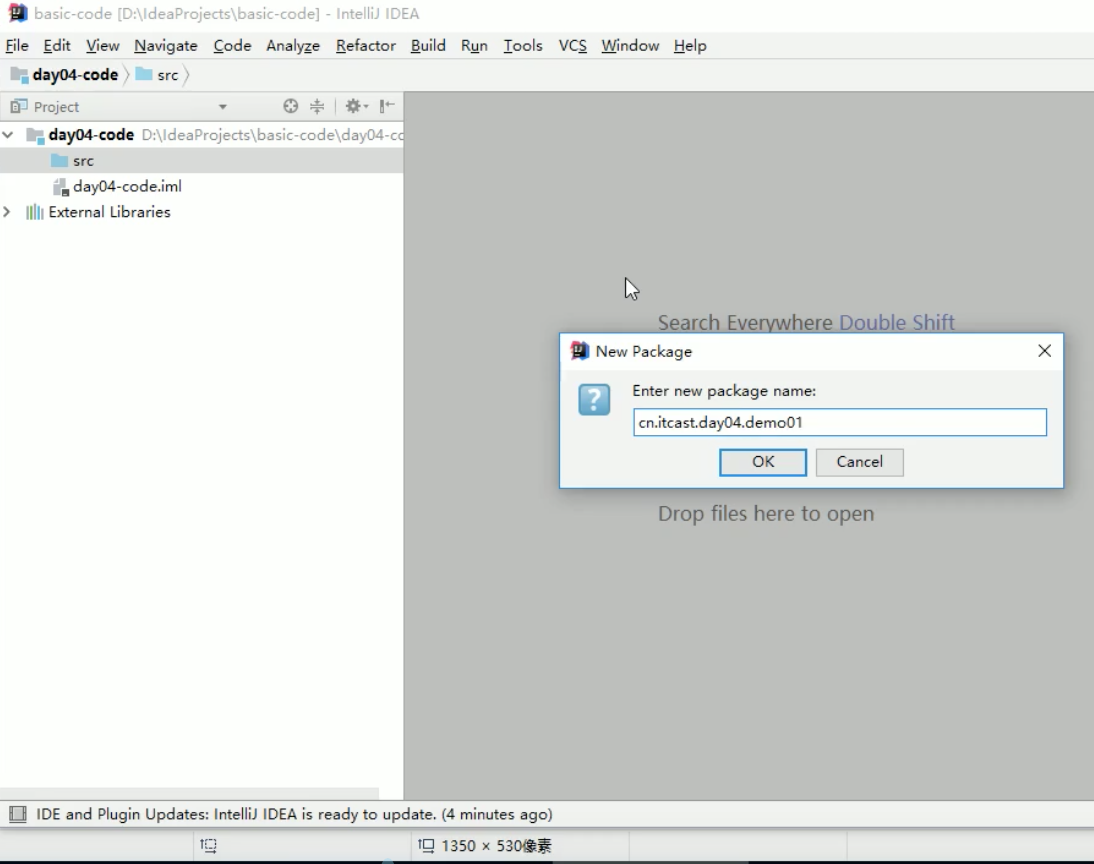 basic-code [D:\IdeaProjects\basic-code] - IntelliJ IDEA
File Edit View Navigate Code Analyze Refactor Build Run Tools VCS Window Help
day04-code src
Project
day04-code D:\IdeaProjects\basic-code\day04-co
src
day04-code.iml
External Libraries
Search Everywhere Double Shift
New Package
Enter new package name:
cn.itcast.day04.demo01
OK Cancel
Drop files here to open
IDE and Plugin Updates: IntelliJ IDEA is ready to update. (4 minutes ago)
1350 × 530像素